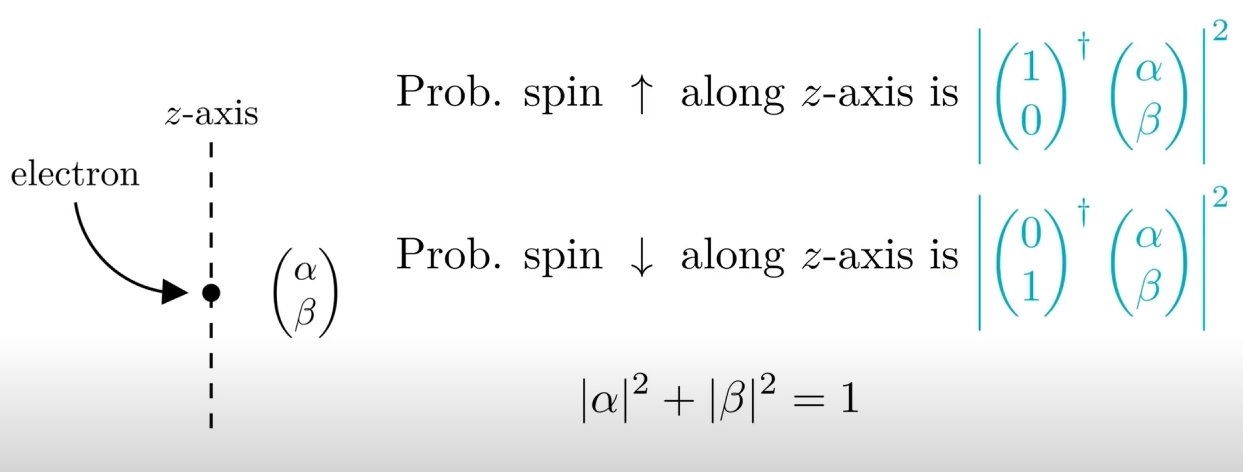 z-axis
electron
(α β)
Prob. spin ↑ along z-axis is |(1 0)† (α β)|²
Prob. spin ↓ along z-axis is |(0 1)† (α β)|²
|α|² + |β|² = 1